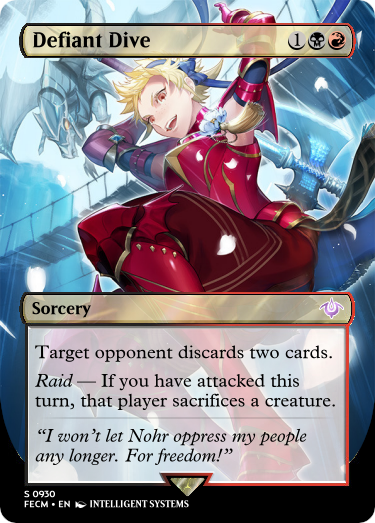 Defiant Dive 1
Sorcery
Target opponent discards two cards.
Raid — If you have attacked this
turn, that player sacrifices a creature.
“I won’t let Nohr oppress my people
any longer. For freedom!”
S 0930
FECM • EN INTELLIGENT SYSTEMS